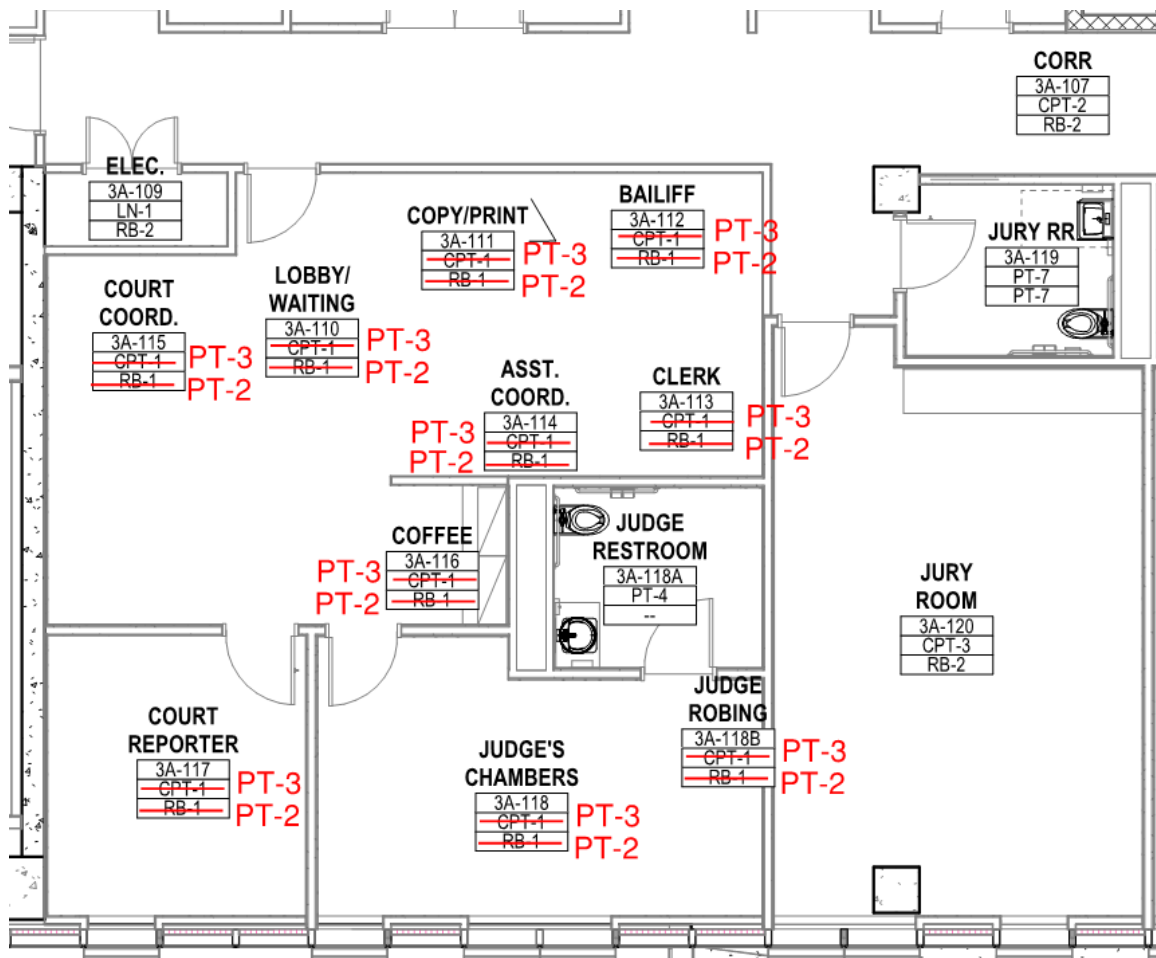 CORR
3A-107
CPT-2
RB-2
ELEC.
3A-109
LN-1
RB-2
COPY/PRINT
3A-111
CPT-1 PT-3
RB-1 PT-2
BAILIFF
3A-112
CPT-1 PT-3
RB-1 PT-2
JURY RR
3A-119
PT-7
PT-7
COURT
COORD.
3A-115
CPT-1 PT-3
RB-1 PT-2
LOBBY/
WAITING
3A-110
CPT-1 PT-3
RB-1 PT-2
ASST.
COORD.
3A-114
PT-3 CPT-1
PT-2 RB-1
CLERK
3A-113
CPT-1 PT-3
RB-1 PT-2
COFFEE
3A-116
PT-3 CPT-1
PT-2 RB-1
JUDGE
RESTROOM
3A-118A
PT-4
--
JURY
ROOM
3A-120
CPT-3
RB-2
COURT
REPORTER
3A-117
CPT-1 PT-3
RB-1 PT-2
JUDGE'S
CHAMBERS
3A-118
CPT-1 PT-3
RB-1 PT-2
JUDGE
ROBING
3A-118B
CPT-1 PT-3
RB-1 PT-2